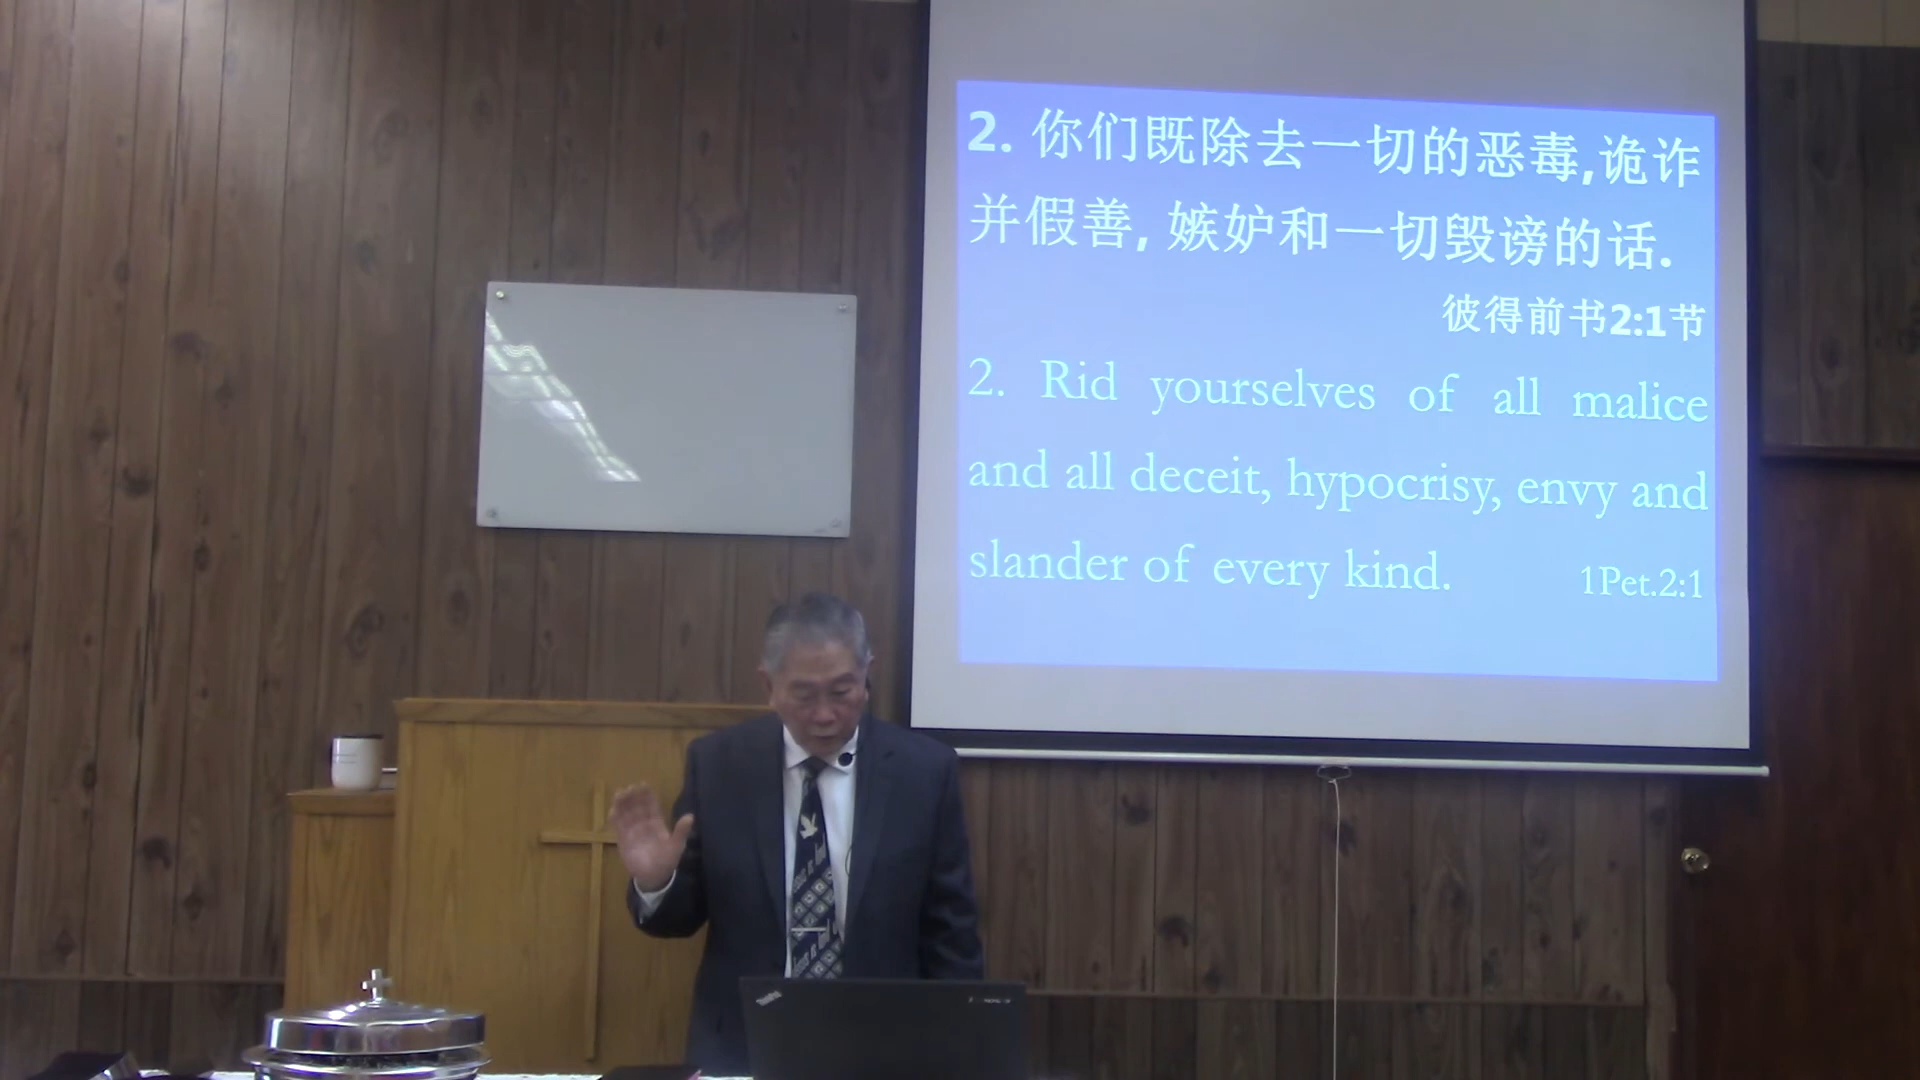 2. 你们既除去一切的恶毒,诡诈
并假善, 嫉妒和一切毁谤的话.
彼得前书2:1节
2. Rid yourselves of all malice
and all deceit, hypocrisy, envy and
slander of every kind.
1Pet.2:1
ThinkPad